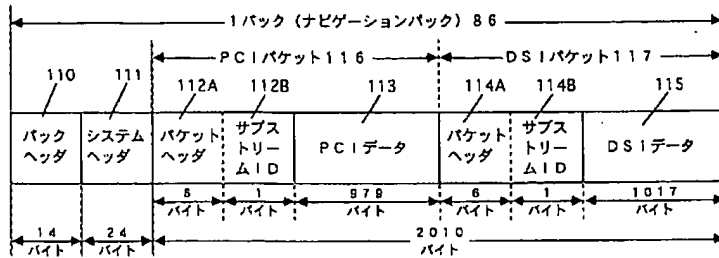 1パック(ナビゲーションパック)86
PCIパケット116
DSIパケット117
110
111
112A
112B
113
114A
114B
115
パック
ヘッダ
システム
ヘッダ
パケット
ヘッダ
サブス
トリー
ムID
PCIデータ
パケット
ヘッダ
サブス
トリー
ムID
DSIデータ
6
バイト
1
バイト
979
バイト
6
バイト
1
バイト
1017
バイト
14
バイト
24
バイト
2010
バイト